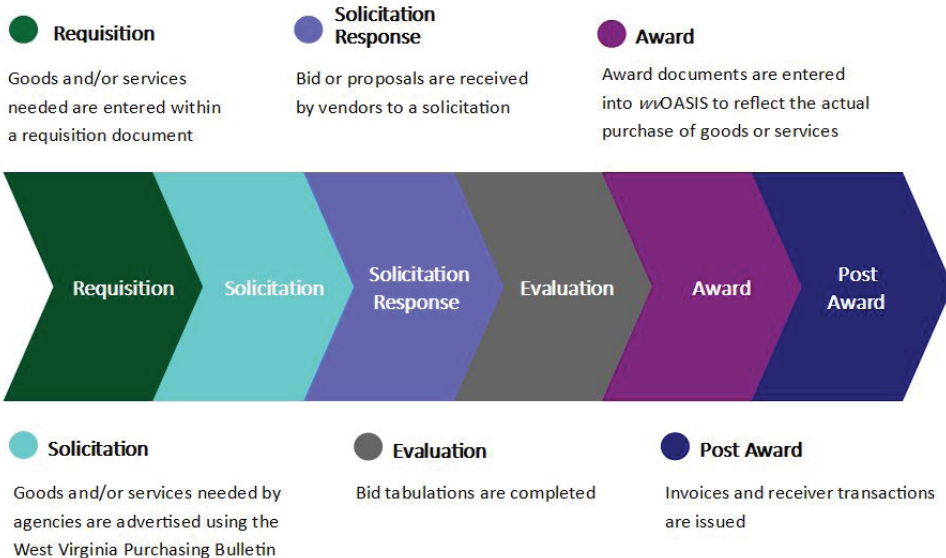 Requisition
Goods and/or services
needed are entered within
a requisition document
Solicitation
Response
Bid or proposals are received
by vendors to a solicitation
Award
Award documents are entered
into wvOASIS to reflect the actual
purchase of goods or services
Requisition
Solicitation
Solicitation
Response
Evaluation
Award
Post
Award
Solicitation
Goods and/or services needed by
agencies are advertised using the
West Virginia Purchasing Bulletin
Evaluation
Bid tabulations are completed
Post Award
Invoices and receiver transactions
are issued